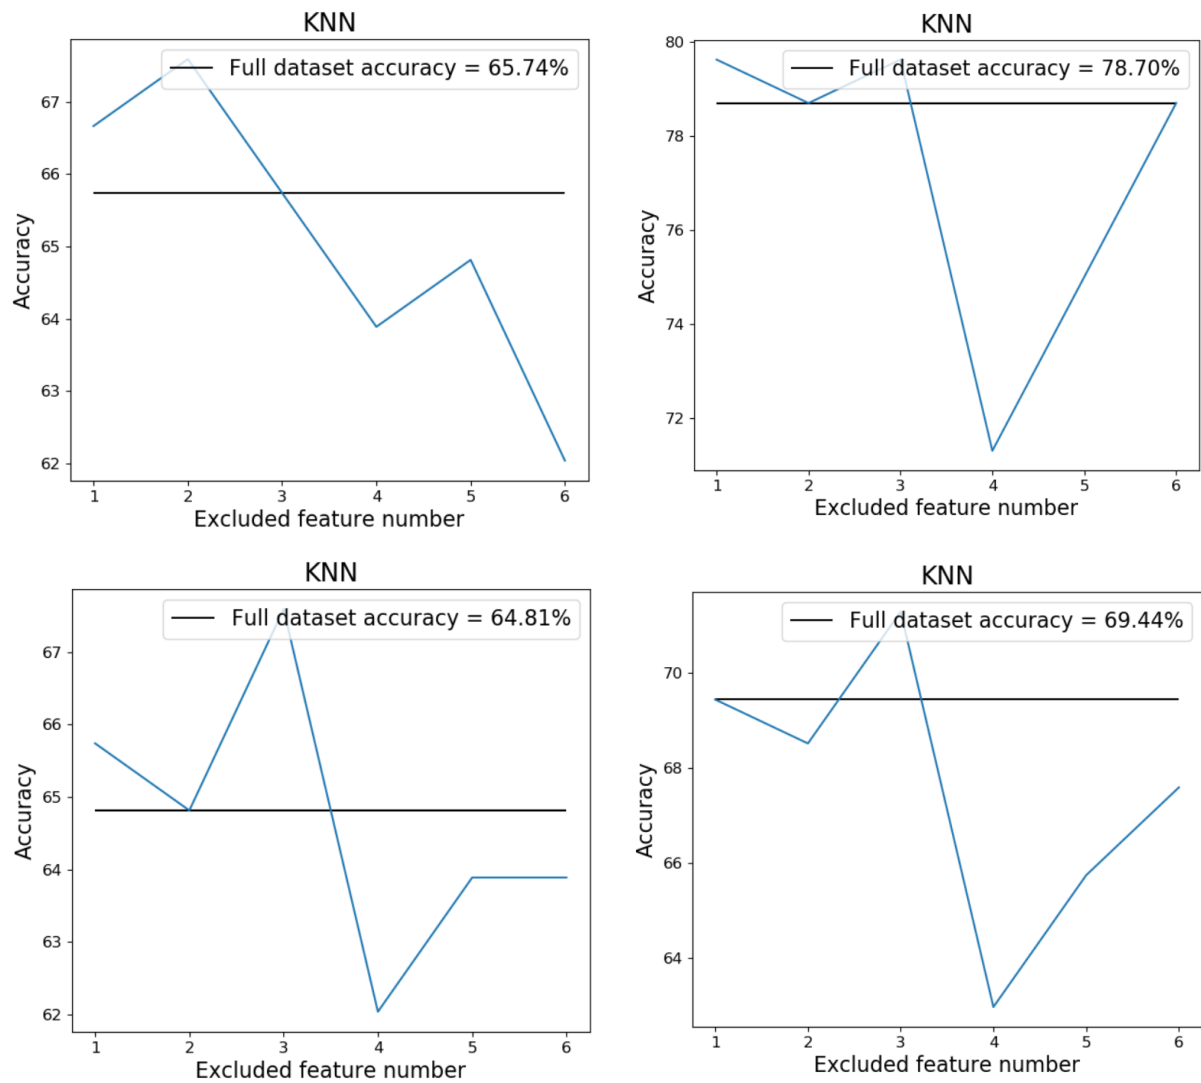 KNN
Full dataset accuracy = 65.74%
67
66
65
64
63
62
Accuracy
1 2 3 4 5 6
Excluded feature number
KNN
Full dataset accuracy = 78.70%
80
78
76
74
72
Accuracy
1 2 3 4 5 6
Excluded feature number
KNN
Full dataset accuracy = 64.81%
67
66
65
64
63
62
Accuracy
1 2 3 4 5 6
Excluded feature number
KNN
Full dataset accuracy = 69.44%
70
68
66
64
Accuracy
1 2 3 4 5 6
Excluded feature number